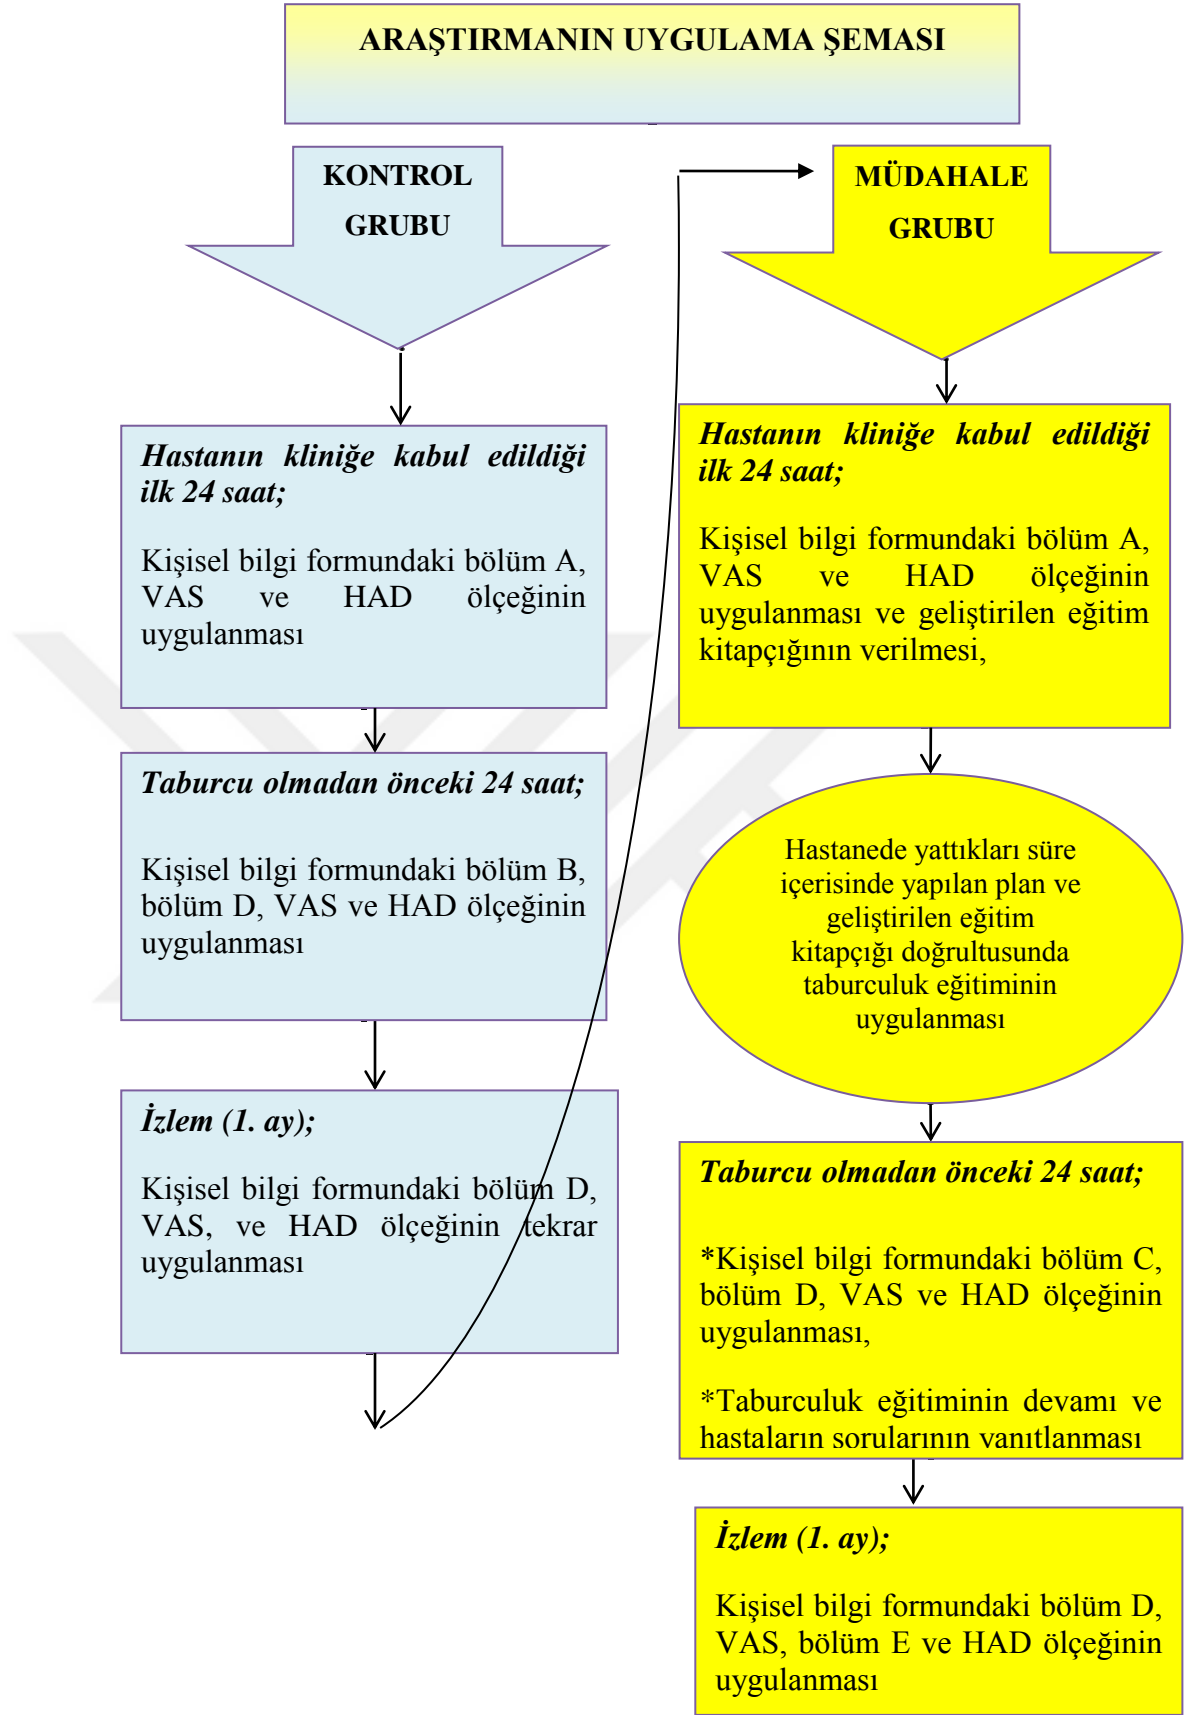 ARAŞTIRMANIN UYGULAMA ŞEMASI
KONTROL
GRUBU
Hastanın kliniğe kabul edildiği
ilk 24 saat;
Kişisel bilgi formundaki bölüm A,
VAS ve HAD ölçeğinin
uygulanması
Taburcu olmadan önceki 24 saat;
Kişisel bilgi formundaki bölüm B,
bölüm D, VAS ve HAD ölçeğinin
uygulanması
İzlem (1. ay);
Kişisel bilgi formundaki bölüm D,
VAS, ve HAD ölçeğinin tekrar
uygulanması
MÜDAHALE
GRUBU
Hastanın kliniğe kabul edildiği
ilk 24 saat;
Kişisel bilgi formundaki bölüm A,
VAS ve HAD ölçeğinin
uygulanması ve geliştirilen eğitim
kitapçığının verilmesi,
Hastanede yattıkları süre
içerisinde yapılan plan ve
geliştirilen eğitim
kitapçığı doğrultusunda
taburculuk eğitiminin
uygulanması
Taburcu olmadan önceki 24 saat;
*Kişisel bilgi formundaki bölüm C,
bölüm D, VAS ve HAD ölçeğinin
uygulanması,
*Taburculuk eğitiminin devamı ve
hastaların sorularının yanıtlanması
İzlem (1. ay);
Kişisel bilgi formundaki bölüm D,
VAS, bölüm E ve HAD ölçeğinin
uygulanması